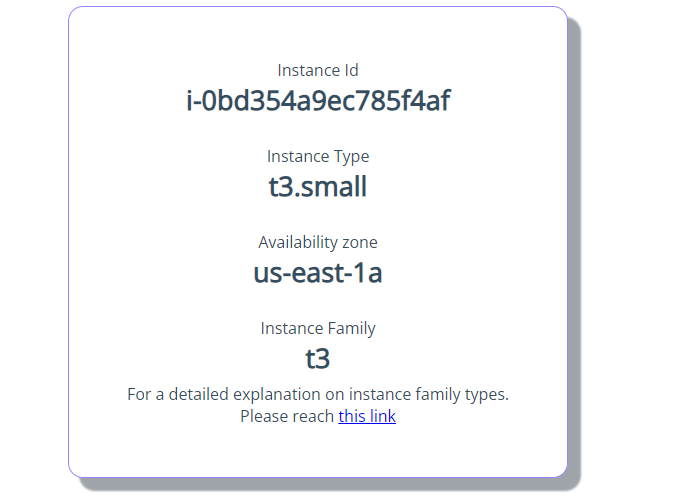 Instance Id
i-0bd354a9ec785f4af
Instance Type
t3.small
Availability zone
us-east-1a
Instance Family
t3
For a detailed explanation on instance family types.
Please reach this link